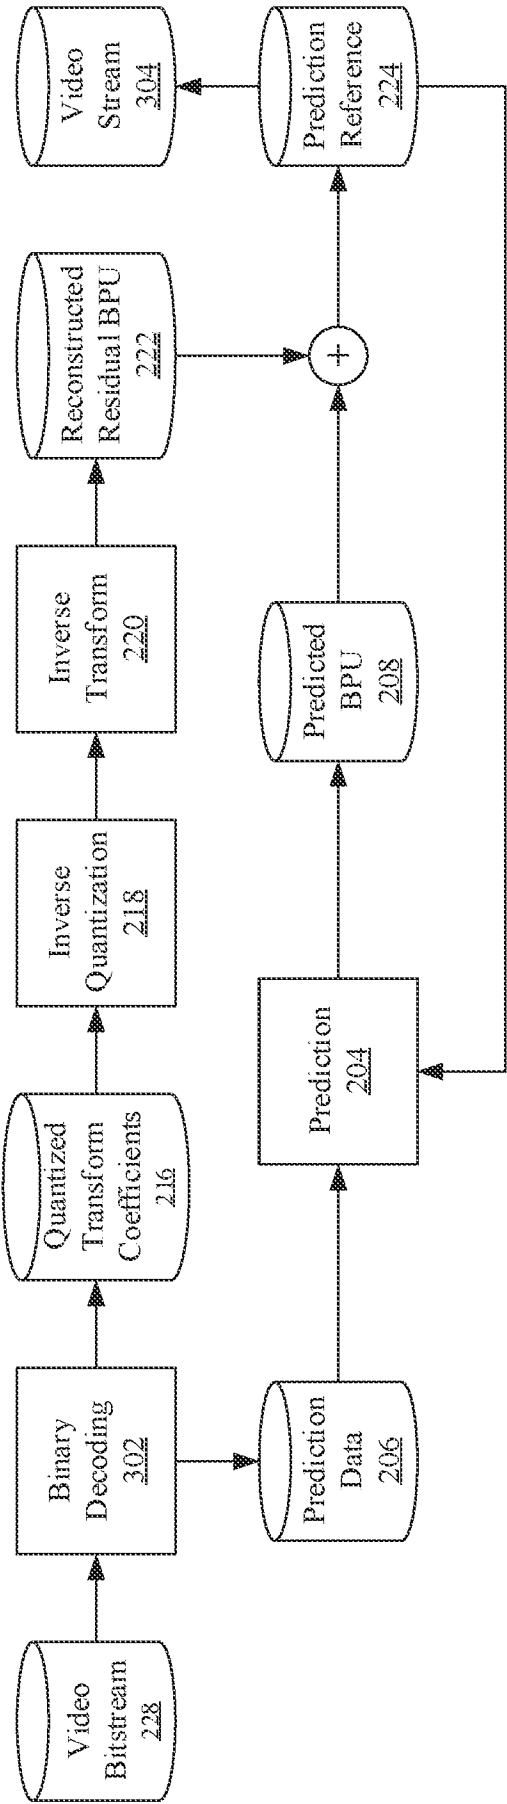 Video
Bitstream
228
Binary
Decoding
302
Quantized
Transform
Coefficients
216
Inverse
Quantization
218
Inverse
Transform
220
Reconstructed
Residual BPU
222
Video
Stream
304
Prediction
Data
206
Prediction
204
Predicted
BPU
208
+
Prediction
Reference
224